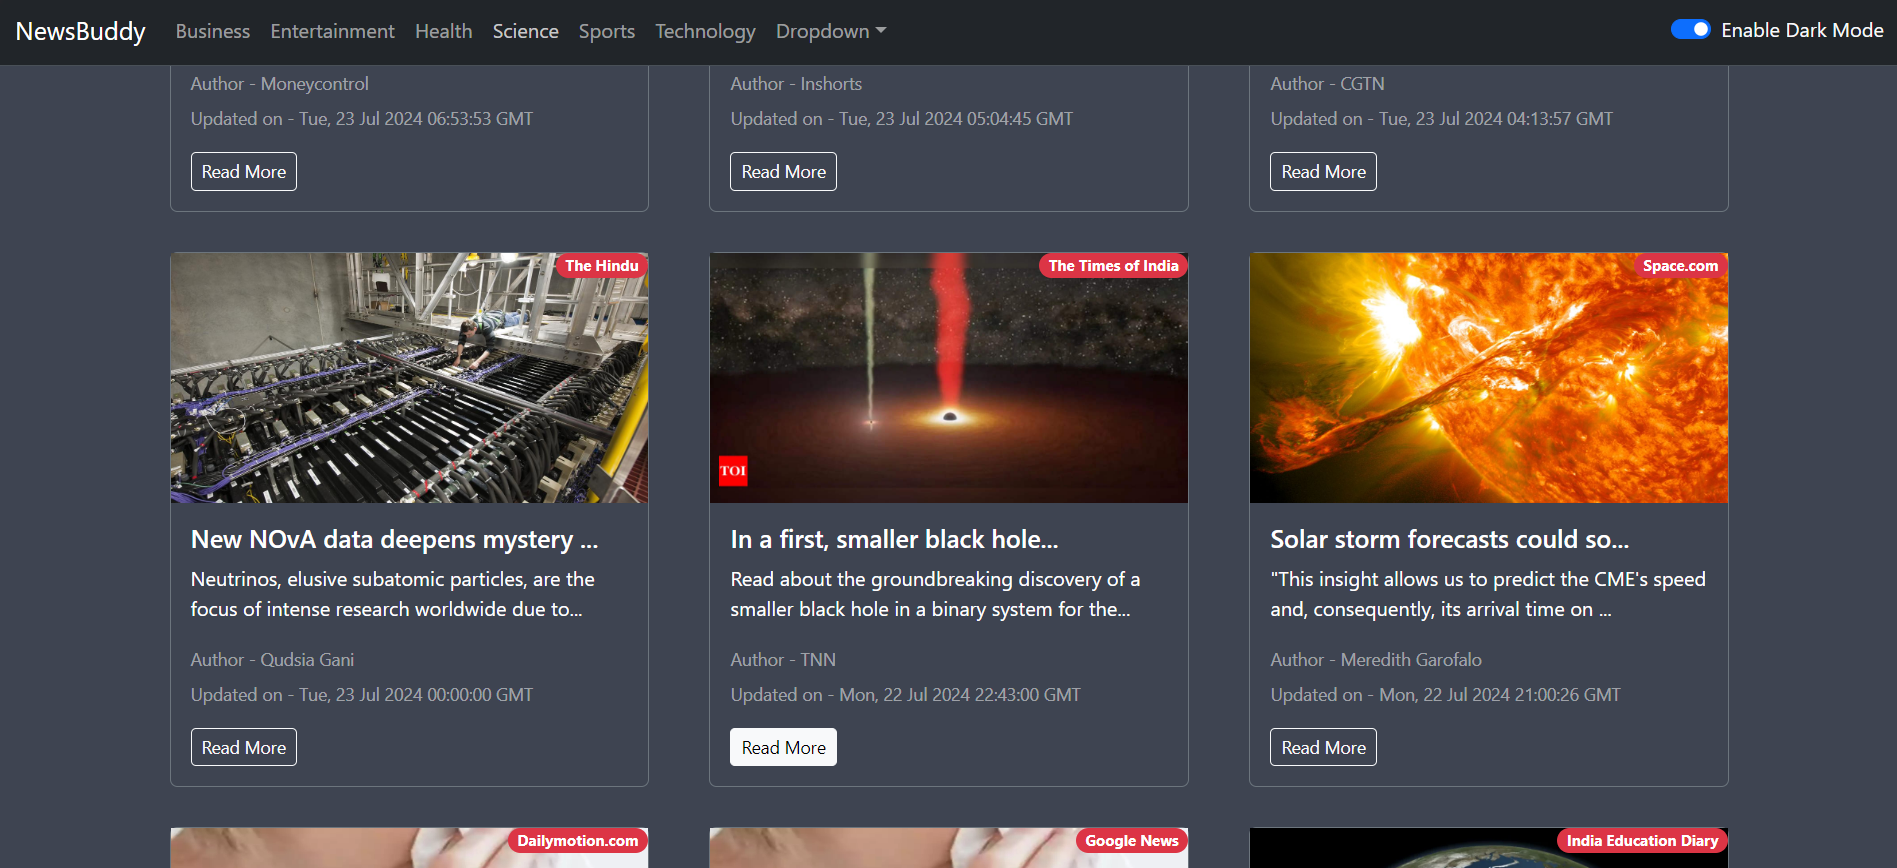 NewsBuddy Business Entertainment Health Science Sports Technology Dropdown Enable Dark Mode
Author - Moneycontrol
Updated on - Tue, 23 Jul 2024 06:53:53 GMT
Read More
Author - Inshorts
Updated on - Tue, 23 Jul 2024 05:04:45 GMT
Read More
Author - CGTN
Updated on - Tue, 23 Jul 2024 04:13:57 GMT
Read More
The Hindu
New NOvA data deepens mystery ...
Neutrinos, elusive subatomic particles, are the
focus of intense research worldwide due to...
Author - Qudsia Gani
Updated on - Tue, 23 Jul 2024 00:00:00 GMT
Read More
The Times of India
TOI
In a first, smaller black hole...
Read about the groundbreaking discovery of a
smaller black hole in a binary system for the...
Author - TNN
Updated on - Mon, 22 Jul 2024 22:43:00 GMT
Read More
Space.com
Solar storm forecasts could so...
"This insight allows us to predict the CME's speed
and, consequently, its arrival time on ...
Author - Meredith Garofalo
Updated on - Mon, 22 Jul 2024 21:00:26 GMT
Read More
Dailymotion.com
Google News
India Education Diary